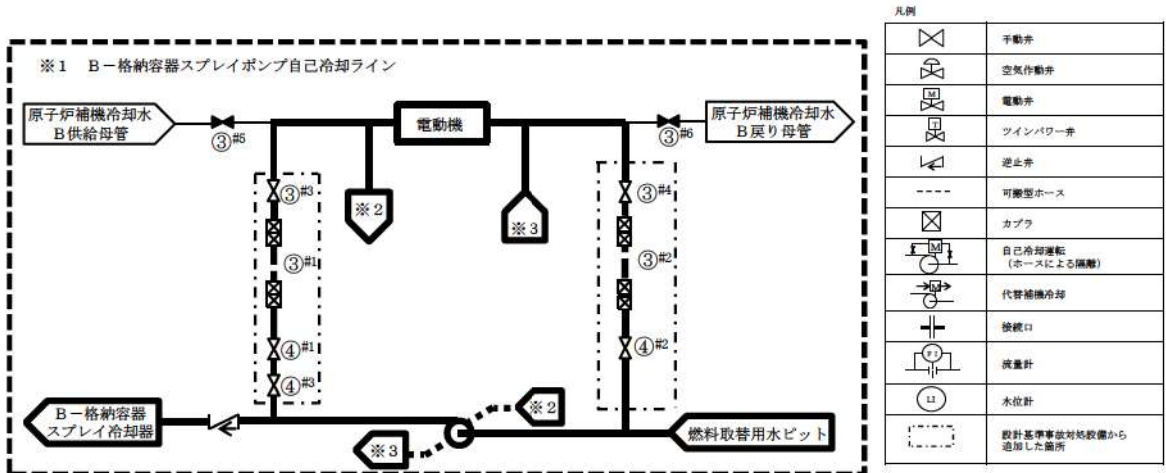 ※1　B－格納容器スプレイポンプ自己冷却ライン
原子炉補機冷却水
B供給母管
③#5
電動機
③#6
原子炉補機冷却水
B戻り母管
③#3
※2
※3
③#4
③#1
③#2
④#1
④#2
④#3
B－格納容器
スプレイ冷却器
※2
※3
燃料取替用水ピット
凡例
手動弁
空気作動弁
M
電動弁
T
ツインパワー弁
逆止弁
可搬型ホース
カプラ
M
自己冷却運転
(ホースによる隔離)
M
代替補機冷却
接続口
FI
流量計
LI
水位計
設計基準事故対処設備から
追加した箇所